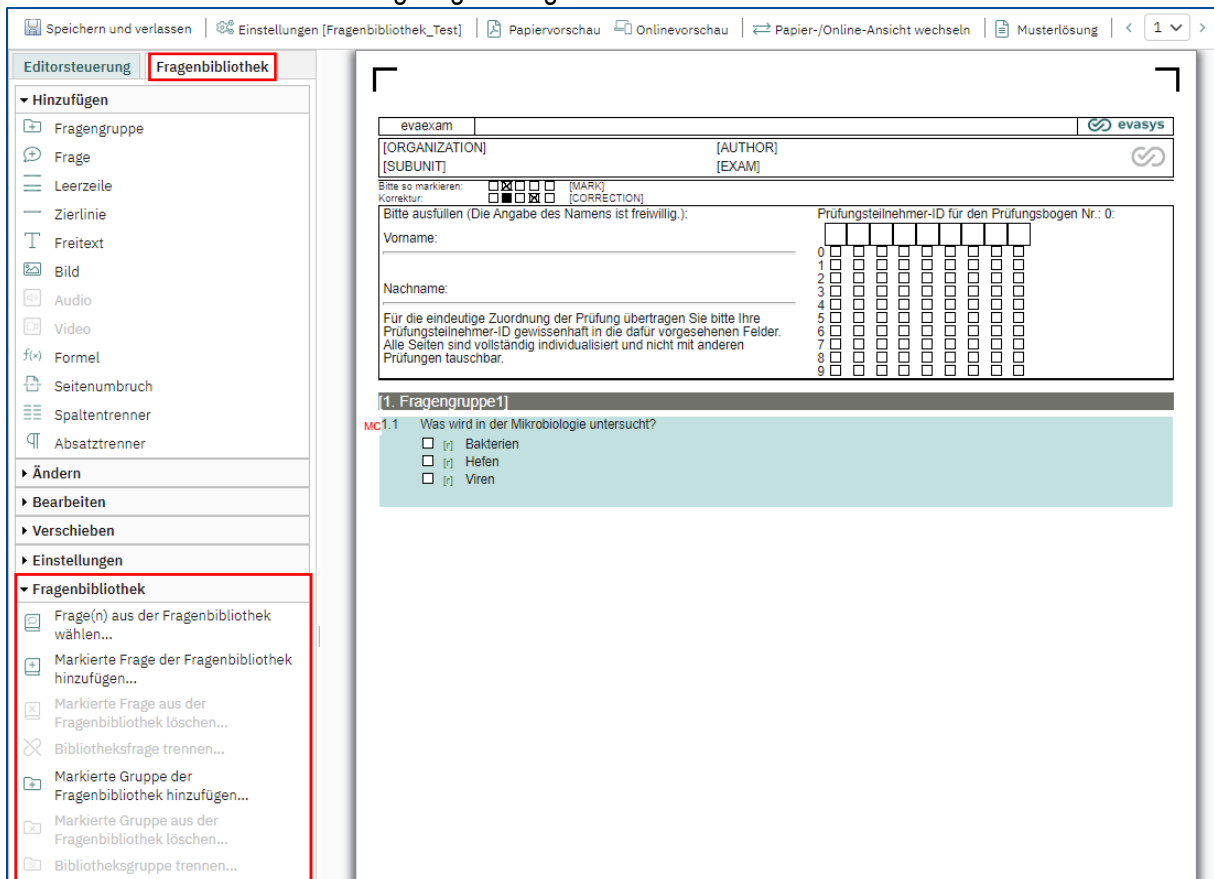 Speichern und verlassen Einstellungen [Fragenbibliothek_Test] Papiervorschau Onlinevorschau Papier-/Online-Ansicht wechseln Musterlösung 1
Editorsteuerung Fragenbibliothek
Hinzufügen
Fragengruppe
Frage
Leerzeile
Zierlinie
Freitext
Bild
Audio
Video
f(×) Formel
Seitenumbruch
Spaltentrenner
Absatztrenner
Ändern
Bearbeiten
Verschieben
Einstellungen
Fragenbibliothek
Frage(n) aus der Fragenbibliothek
wählen...
Markierte Frage der Fragenbibliothek
hinzufügen...
Markierte Frage aus der
Fragenbibliothek löschen...
Bibliotheksfrage trennen...
Markierte Gruppe der
Fragenbibliothek hinzufügen...
Markierte Gruppe aus der
Fragenbibliothek löschen...
Bibliotheksgruppe trennen...
evaexam evasys
[ORGANIZATION] [AUTHOR]
[SUBUNIT] [EXAM]
Bitte so markieren: [MARK]
Korrektur: [CORRECTION]
Bitte ausfüllen (Die Angabe des Namens ist freiwillig.): Prüfungsteilnehmer-ID für den Prüfungsbogen Nr.: 0:
Vorname:
Nachname:
Für die eindeutige Zuordnung der Prüfung übertragen Sie bitte Ihre
Prüfungsteilnehmer-ID gewissenhaft in die dafür vorgesehenen Felder.
Alle Seiten sind vollständig individualisiert und nicht mit anderen
Prüfungen tauschbar.
0
1
2
3
4
5
6
7
8
9
[1. Fragengruppe1]
MC1.1 Was wird in der Mikrobiologie untersucht?
[r] Bakterien
[r] Hefen
[r] Viren